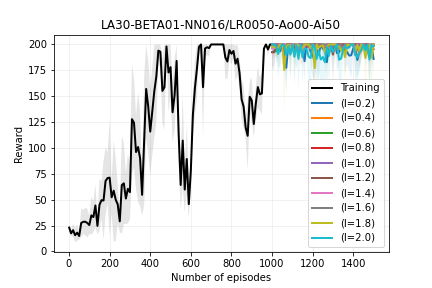 LA30-BETA01-NN016/LR0050-Ao00-Ai50
Reward
200
175
150
125
100
75
50
25
0
Training
(l=0.2)
(l=0.4)
(l=0.6)
(l=0.8)
(l=1.0)
(l=1.2)
(l=1.4)
(l=1.6)
(l=1.8)
(l=2.0)
0 200 400 600 800 1000 1200 1400
Number of episodes